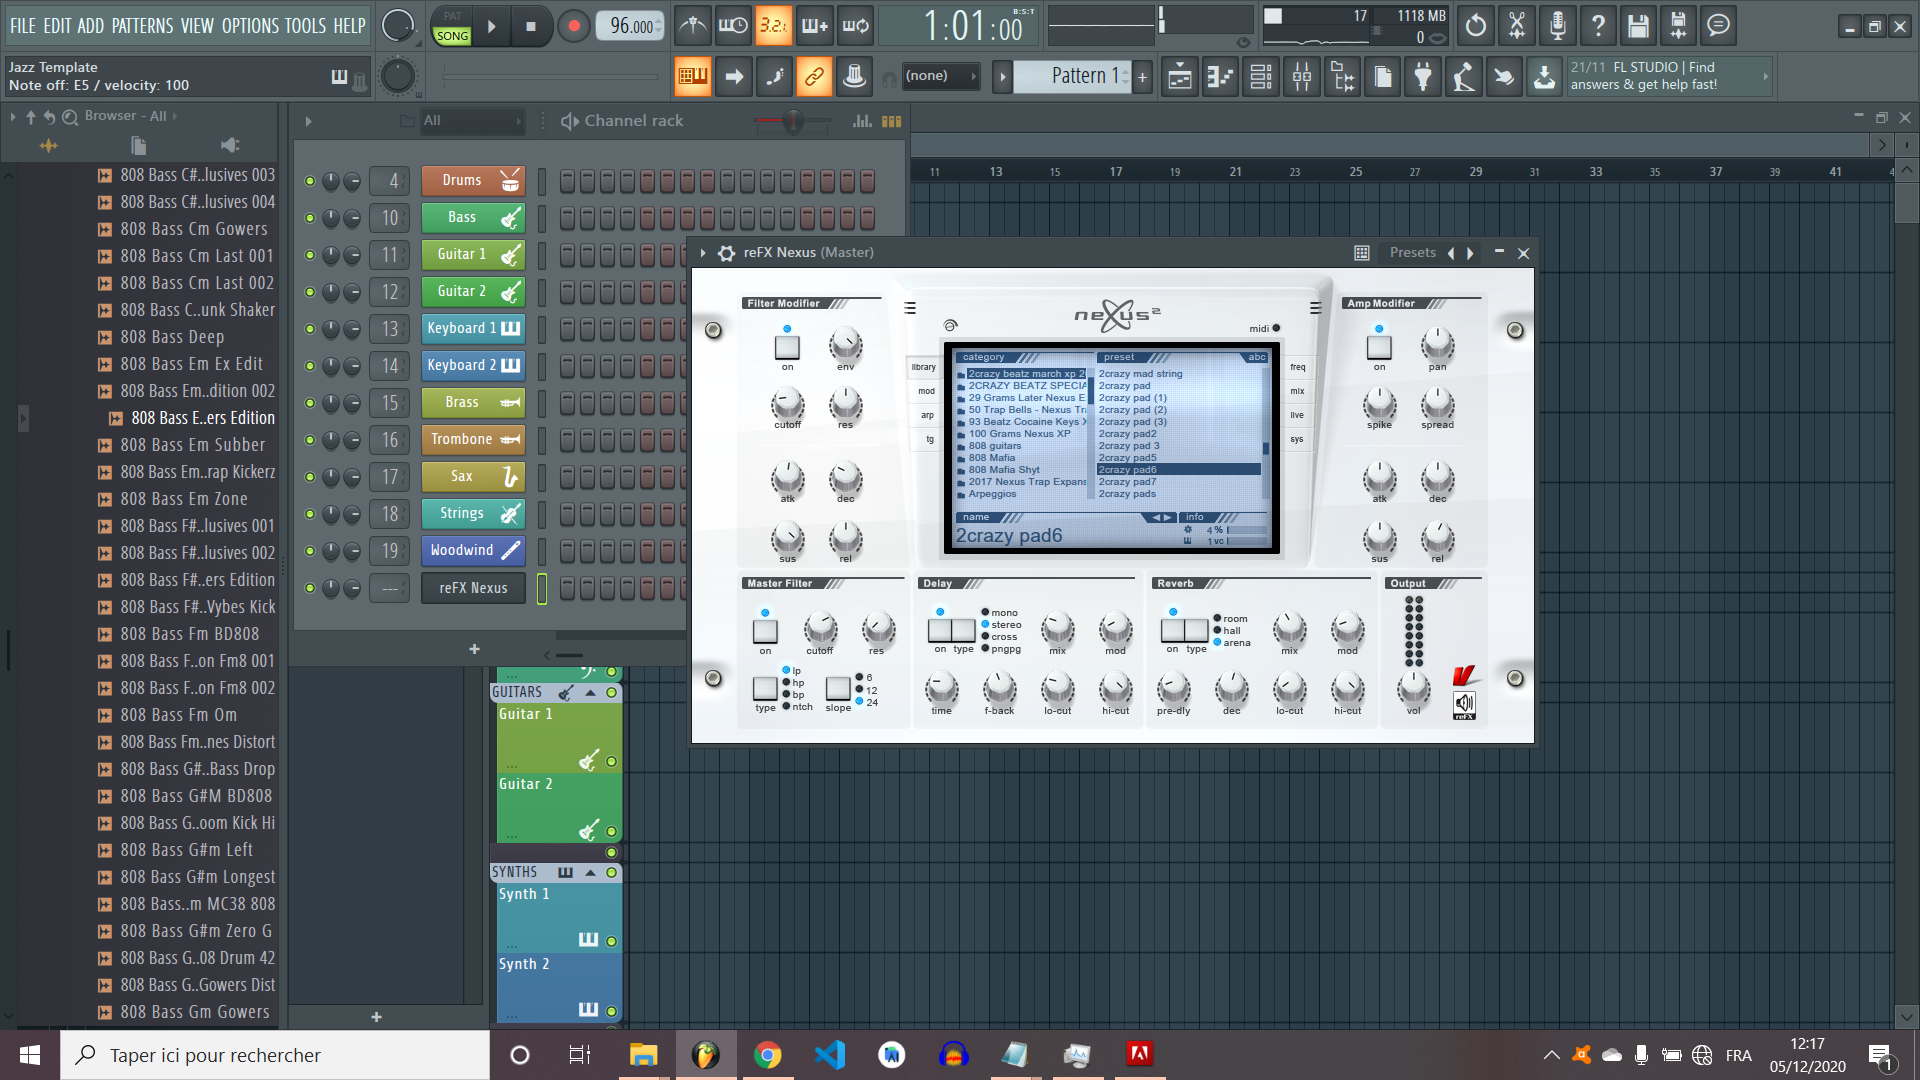 FILE EDIT ADD PATTERNS VIEW OPTIONS TOOLS HELP
PAT
SONG
96.000
3.2.
1:01:00
B:S:T
17
1118 MB
0
Jazz Template
Note off: E5 / velocity: 100
(none)
Pattern 1
21/11 FL STUDIO | Find
answers & get help fast!
Browser - All
All
Channel rack
808 Bass C#..lusives 003
808 Bass C#..lusives 004
808 Bass Cm Gowers
808 Bass Cm Last 001
808 Bass Cm Last 002
808 Bass C..unk Shaker
808 Bass Deep
808 Bass Em Ex Edit
808 Bass Em..dition 002
808 Bass E..ers Edition
808 Bass Em Subber
808 Bass Em..rap Kickerz
808 Bass Em Zone
808 Bass F#..lusives 001
808 Bass F#..lusives 002
808 Bass F#..ers Edition
808 Bass F#..Vybes Kick
808 Bass Fm BD808
808 Bass F..on Fm8 001
808 Bass F..on Fm8 002
808 Bass Fm Om
808 Bass Fm..nes Distort
808 Bass G#..Bass Drop
808 Bass G#M BD808
808 Bass G..oom Kick Hi
808 Bass G#m Left
808 Bass G#m Longest
808 Bass..m MC38 808
808 Bass G#m Zero G
808 Bass G..08 Drum 42
808 Bass G..Gowers Dist
808 Bass Gm Gowers
4 Drums
10 Bass
11 Guitar 1
12 Guitar 2
13 Keyboard 1
14 Keyboard 2
15 Brass
16 Trombone
17 Sax
18 Strings
19 Woodwind
--- reFX Nexus
11 13 15 17 19 21 23 25 27 29 31 33 35 37 39 41
GUITARS
Guitar 1
Guitar 2
SYNTHS
Synth 1
Synth 2
reFX Nexus (Master)
Presets
Filter Modifier
on env
cutoff res
atk dec
sus rel
nexus2
midi
library
mod
arp
tg
category
2crazy beatz march xp 2
2CRAZY BEATZ SPECIA
29 Grams Later Nexus E
50 Trap Bells - Nexus Tr
93 Beatz Cocaine Keys X
100 Grams Nexus XP
808 guitars
808 Mafia
808 Mafia Shyt
2017 Nexus Trap Expans
Arpeggios
preset abc
2crazy mad string
2crazy pad
2crazy pad (1)
2crazy pad (2)
2crazy pad (3)
2crazy pad2
2crazy pad 3
2crazy pad5
2crazy pad6
2crazy pad7
2crazy pads
name
2crazy pad6
info
4 %
1 vc
freq
mix
live
sys
Amp Modifier
on pan
spike spread
atk dec
sus rel
Master Filter
on cutoff res
type
lp
hp
bp
ntch
slope
6
12
24
Delay
on type
mono
stereo
cross
pngpg
mix mod
time f-back lo-cut hi-cut
Reverb
on type
room
hall
arena
mix mod
pre-dly dec lo-cut hi-cut
Output
vol
reFX
Taper ici pour rechercher
FRA
12:17
05/12/2020
1